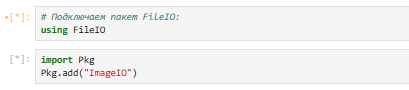 [*]: # Подключаем пакет FileIO:
using FileIO
[*]: import Pkg
Pkg.add("ImageIO")